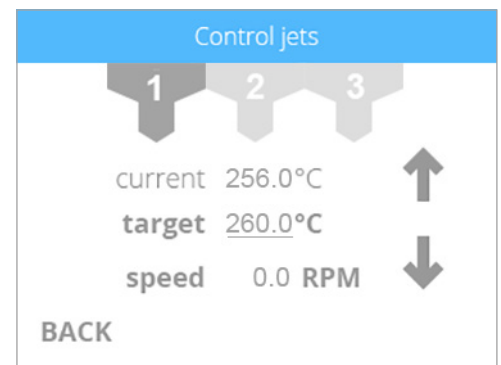 Control jets
1 2 3
current 256.0°C
target 260.0°C
speed 0.0 RPM
BACK